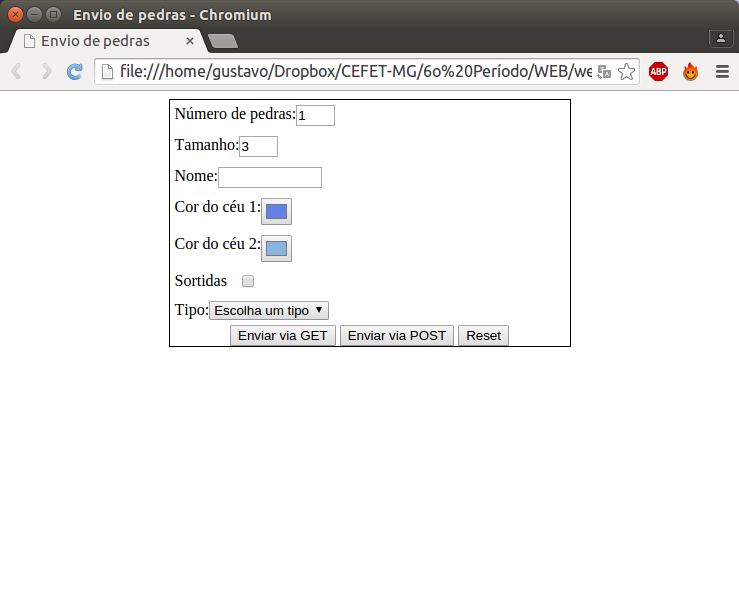 Envio de pedras - Chromium
Envio de pedras
file:///home/gustavo/Dropbox/CEFET-MG/6o%20Período/WEB/we
ABP
Número de pedras: 1
Tamanho: 3
Nome:
Cor do céu 1:
Cor do céu 2:
Sortidas
Tipo: Escolha um tipo
Enviar via GET Enviar via POST Reset